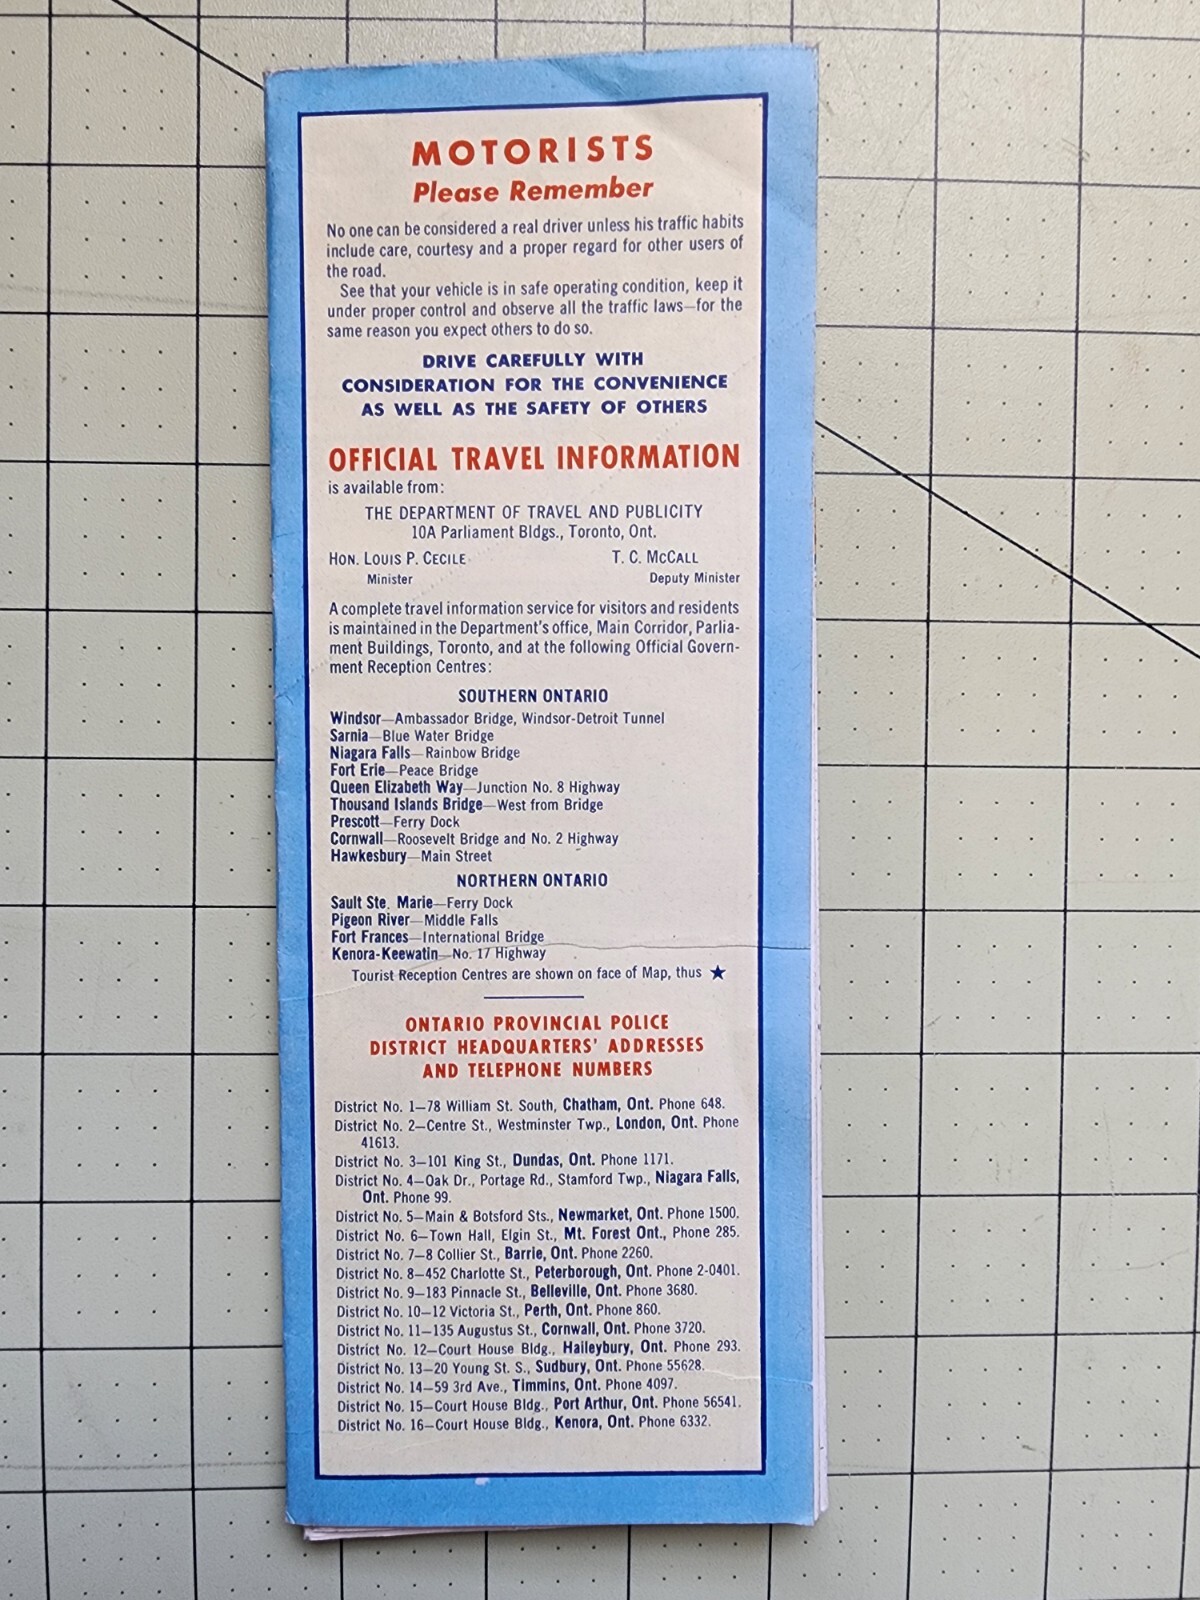 MOTORISTS
Please Remember
No one can be considered a real driver unless his traffic habits
include care, courtesy and a proper regard for other users of
the road.
See that your vehicle is in safe operating condition, keep it
under proper control and observe all the traffic laws—for the
same reason you expect others to do so.
DRIVE CAREFULLY WITH
CONSIDERATION FOR THE CONVENIENCE
AS WELL AS THE SAFETY OF OTHERS
OFFICIAL TRAVEL INFORMATION
is available from:
THE DEPARTMENT OF TRAVEL AND PUBLICITY
10A Parliament Bldgs., Toronto, Ont.
HON. LOUIS P. CECILE T. C. MCCALL
Minister Deputy Minister
A complete travel information service for visitors and residents
is maintained in the Department's office, Main Corridor, Parlia-
ment Buildings, Toronto, and at the following Official Govern-
ment Reception Centres:
SOUTHERN ONTARIO
Windsor—Ambassador Bridge, Windsor-Detroit Tunnel
Sarnia—Blue Water Bridge
Niagara Falls—Rainbow Bridge
Fort Erie—Peace Bridge
Queen Elizabeth Way—Junction No. 8 Highway
Thousand Islands Bridge—West from Bridge
Prescott—Ferry Dock
Cornwall—Roosevelt Bridge and No. 2 Highway
Hawkesbury—Main Street
NORTHERN ONTARIO
Sault Ste. Marie—Ferry Dock
Pigeon River—Middle Falls
Fort Frances—International Bridge
Kenora-Keewatin—No. 17 Highway
Tourist Reception Centres are shown on face of Map, thus ★
ONTARIO PROVINCIAL POLICE
DISTRICT HEADQUARTERS' ADDRESSES
AND TELEPHONE NUMBERS
District No. 1—78 William St. South, Chatham, Ont. Phone 648.
District No. 2—Centre St., Westminster Twp., London, Ont. Phone
41613.
District No. 3—101 King St., Dundas, Ont. Phone 1171.
District No. 4—Oak Dr., Portage Rd., Stamford Twp., Niagara Falls,
Ont. Phone 99.
District No. 5—Main & Botsford Sts., Newmarket, Ont. Phone 1500.
District No. 6—Town Hall, Elgin St., Mt. Forest Ont., Phone 285.
District No. 7—8 Collier St., Barrie, Ont. Phone 2260.
District No. 8—452 Charlotte St., Peterborough, Ont. Phone 2-0401.
District No. 9—183 Pinnacle St., Belleville, Ont. Phone 3680.
District No. 10—12 Victoria St., Perth, Ont. Phone 860.
District No. 11—135 Augustus St., Cornwall, Ont. Phone 3720.
District No. 12—Court House Bldg., Haileybury, Ont. Phone 293.
District No. 13—20 Young St. S., Sudbury, Ont. Phone 55628.
District No. 14—59 3rd Ave., Timmins, Ont. Phone 4097.
District No. 15—Court House Bldg., Port Arthur, Ont. Phone 56541.
District No. 16—Court House Bldg., Kenora, Ont. Phone 6332.